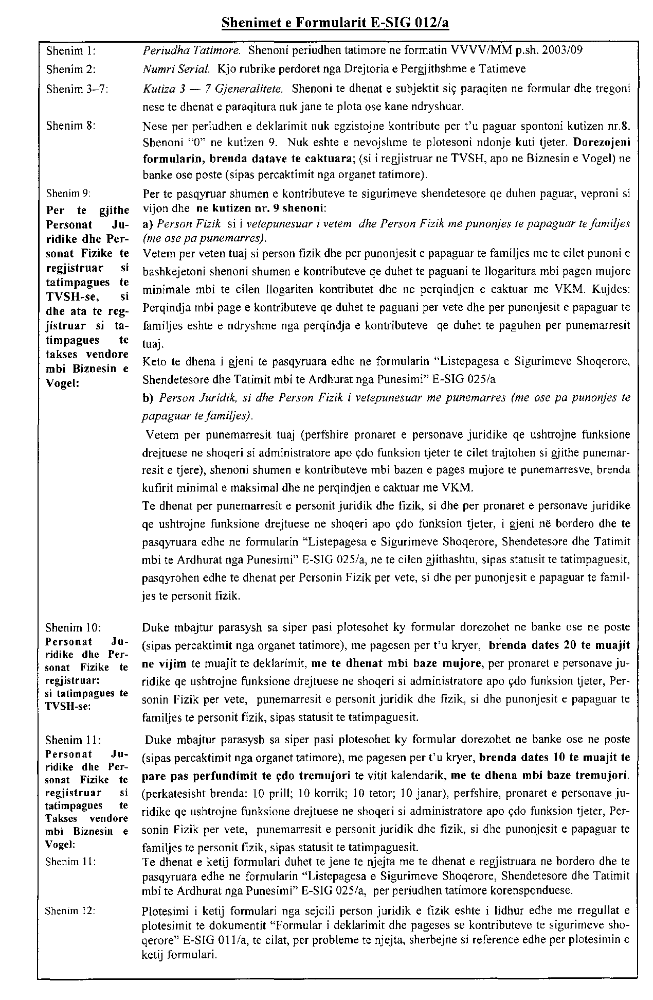 Shenimet e Formularit E-SIG 012/a
Shenim 1: Periudha Tatimore. Shenoni periudhen tatimore ne formatin VVVV/MM p.sh. 2003/09
Shenim 2: Numri Serial. Kjo rubrike perdoret nga Drejtoria e Pergjithshme e Tatimeve
Shenim 3–7: Kutiza 3 — 7 Gjeneralitete. Shenoni te dhenat e subjektit siç paraqiten ne formular dhe tregoni
nese te dhenat e paraqitura nuk jane te plota ose kane ndryshuar.
Shenim 8: Nese per periudhen e deklarimit nuk egzistojne kontribute per t’u paguar spontoni kutizen nr.8.
Shenoni “0” ne kutizen 9. Nuk eshte e nevojshme te plotesoni ndonje kuti tjeter. Dorezojeni
formularin, brenda datave te caktuara; (si i regjistruar ne TVSH, apo ne Biznesin e Vogel) ne
banke ose poste (sipas percaktimit nga organet tatimore).
Shenim 9:
Per te gjithe
Personat Ju-
ridike dhe Per-
sonat Fizike te
regjistruar si
tatimpagues te
TVSH-se, si
dhe ata te reg-
jistruar si ta-
timpagues te
takses vendore
mbi Biznesin e
Vogel:
Per te pasqyruar shumen e kontributeve te sigurimeve shendetesore qe duhen paguar, veproni si
vijon dhe ne kutizen nr. 9 shenoni:
a) Person Fizik si i vetepunesuar i vetem dhe Person Fizik me punonjes te papaguar te familjes
(me ose pa punemarres).
Vetem per veten tuaj si person fizik dhe per punonjesit e papaguar te familjes me te cilet punoni e
bashkejetoni shenoni shumen e kontributeve qe duhet te paguani te llogaritura mbi pagen mujore
minimale mbi te cilen llogariten kontributet dhe ne perqindjen e caktuar me VKM. Kujdes:
Perqindja mbi page e kontributeve qe duhet te paguani per vete dhe per punonjesit e papaguar te
familjes eshte e ndryshme nga perqindja e kontributeve qe duhet te paguhen per punemarresit
tuaj.
Keto te dhena i gjeni te pasqyruara edhe ne formularin “Listepagesa e Sigurimeve Shoqerore,
Shendetesore dhe Tatimit mbi te Ardhurat nga Punesimi” E-SIG 025/a
b) Person Juridik, si dhe Person Fizik i vetepunesuar me punemarres (me ose pa punonjes te
papaguar te familjes).
Vetem per punemarresit tuaj (perfshire pronaret e personave juridike qe ushtrojne funksione
drejtuese ne shoqeri si administratore apo çdo funksion tjeter te cilet trajtohen si gjithe punemar-
resit e tjere), shenoni shumen e kontributeve mbi bazen e pages mujore te punemarresve, brenda
kufirit minimal e maksimal dhe ne perqindjen e caktuar me VKM.
Te dhenat per punemarresit e personit juridik dhe fizik, si dhe per pronaret e personave juridike
qe ushtrojne funksione drejtuese ne shoqeri apo çdo funksion tjeter, i gjeni në bordero dhe te
pasqyruara edhe ne formularin “Listepagesa e Sigurimeve Shoqerore, Shendetesore dhe Tatimit
mbi te Ardhurat nga Punesimi” E-SIG 025/a, ne te cilen gjithashtu, sipas statusit te tatimpaguesit,
pasqyrohen edhe te dhenat per Personin Fizik per vete, si dhe per punonjesit e papaguar te famil-
jes te personit fizik.
Shenim 10:
Personat Ju-
ridike dhe Per-
sonat Fizike te
regjistruar:
si tatimpagues te
TVSH-se:
Duke mbajtur parasysh sa siper pasi plotesohet ky formular dorezohet ne banke ose ne poste
(sipas percaktimit nga organet tatimore), me pagesen per t’u kryer, brenda dates 20 te muajit
ne vijim te muajit te deklarimit, me te dhenat mbi baze mujore, per pronaret e personave ju-
ridike qe ushtrojne funksione drejtuese ne shoqeri si administratore apo çdo funksion tjeter, Per-
sonin Fizik per vete, punemarresit e personit juridik dhe fizik, si dhe punonjesit e papaguar te
familjes te personit fizik, sipas statusit te tatimpaguesit.
Shenim 11:
Personat Ju-
ridike dhe Per-
sonat Fizike te
regjistruar si
tatimpagues te
Takses vendore
mbi Biznesin e
Vogel:
Duke mbajtur parasysh sa siper pasi plotesohet ky formular dorezohet ne banke ose ne poste
(sipas percaktimit nga organet tatimore), me pagesen per t’u kryer, brenda dates 10 te muajit te
pare pas perfundimit te çdo tremujori te vitit kalendarik, me te dhena mbi baze tremujori.
(perkatesisht brenda: 10 prill; 10 korrik; 10 tetor; 10 janar), perfshire, pronaret e personave ju-
ridike qe ushtrojne funksione drejtuese ne shoqeri si administratore apo çdo funksion tjeter, Per-
sonin Fizik per vete, punemarresit e personit juridik dhe fizik, si dhe punonjesit e papaguar te
familjes te personit fizik, sipas statusit te tatimpaguesit.
Shenim 11: Te dhenat e ketij formulari duhet te jene te njejta me te dhenat e regjistruara ne bordero dhe te
pasqyruara edhe ne formularin “Listepagesa e Sigurimeve Shoqerore, Shendetesore dhe Tatimit
mbi te Ardhurat nga Punesimi” E-SIG 025/a, per periudhen tatimore korensponduese.
Shenim 12: Plotesimi i ketij formulari nga sejcili person juridik e fizik eshte i lidhur edhe me rregullat e
plotesimit te dokumentit “Formular i deklarimit dhe pageses se kontributeve te sigurimeve sho-
qerore” E-SIG 011/a, te cilat, per probleme te njejta, sherbejne si reference edhe per plotesimin e
ketij formulari.